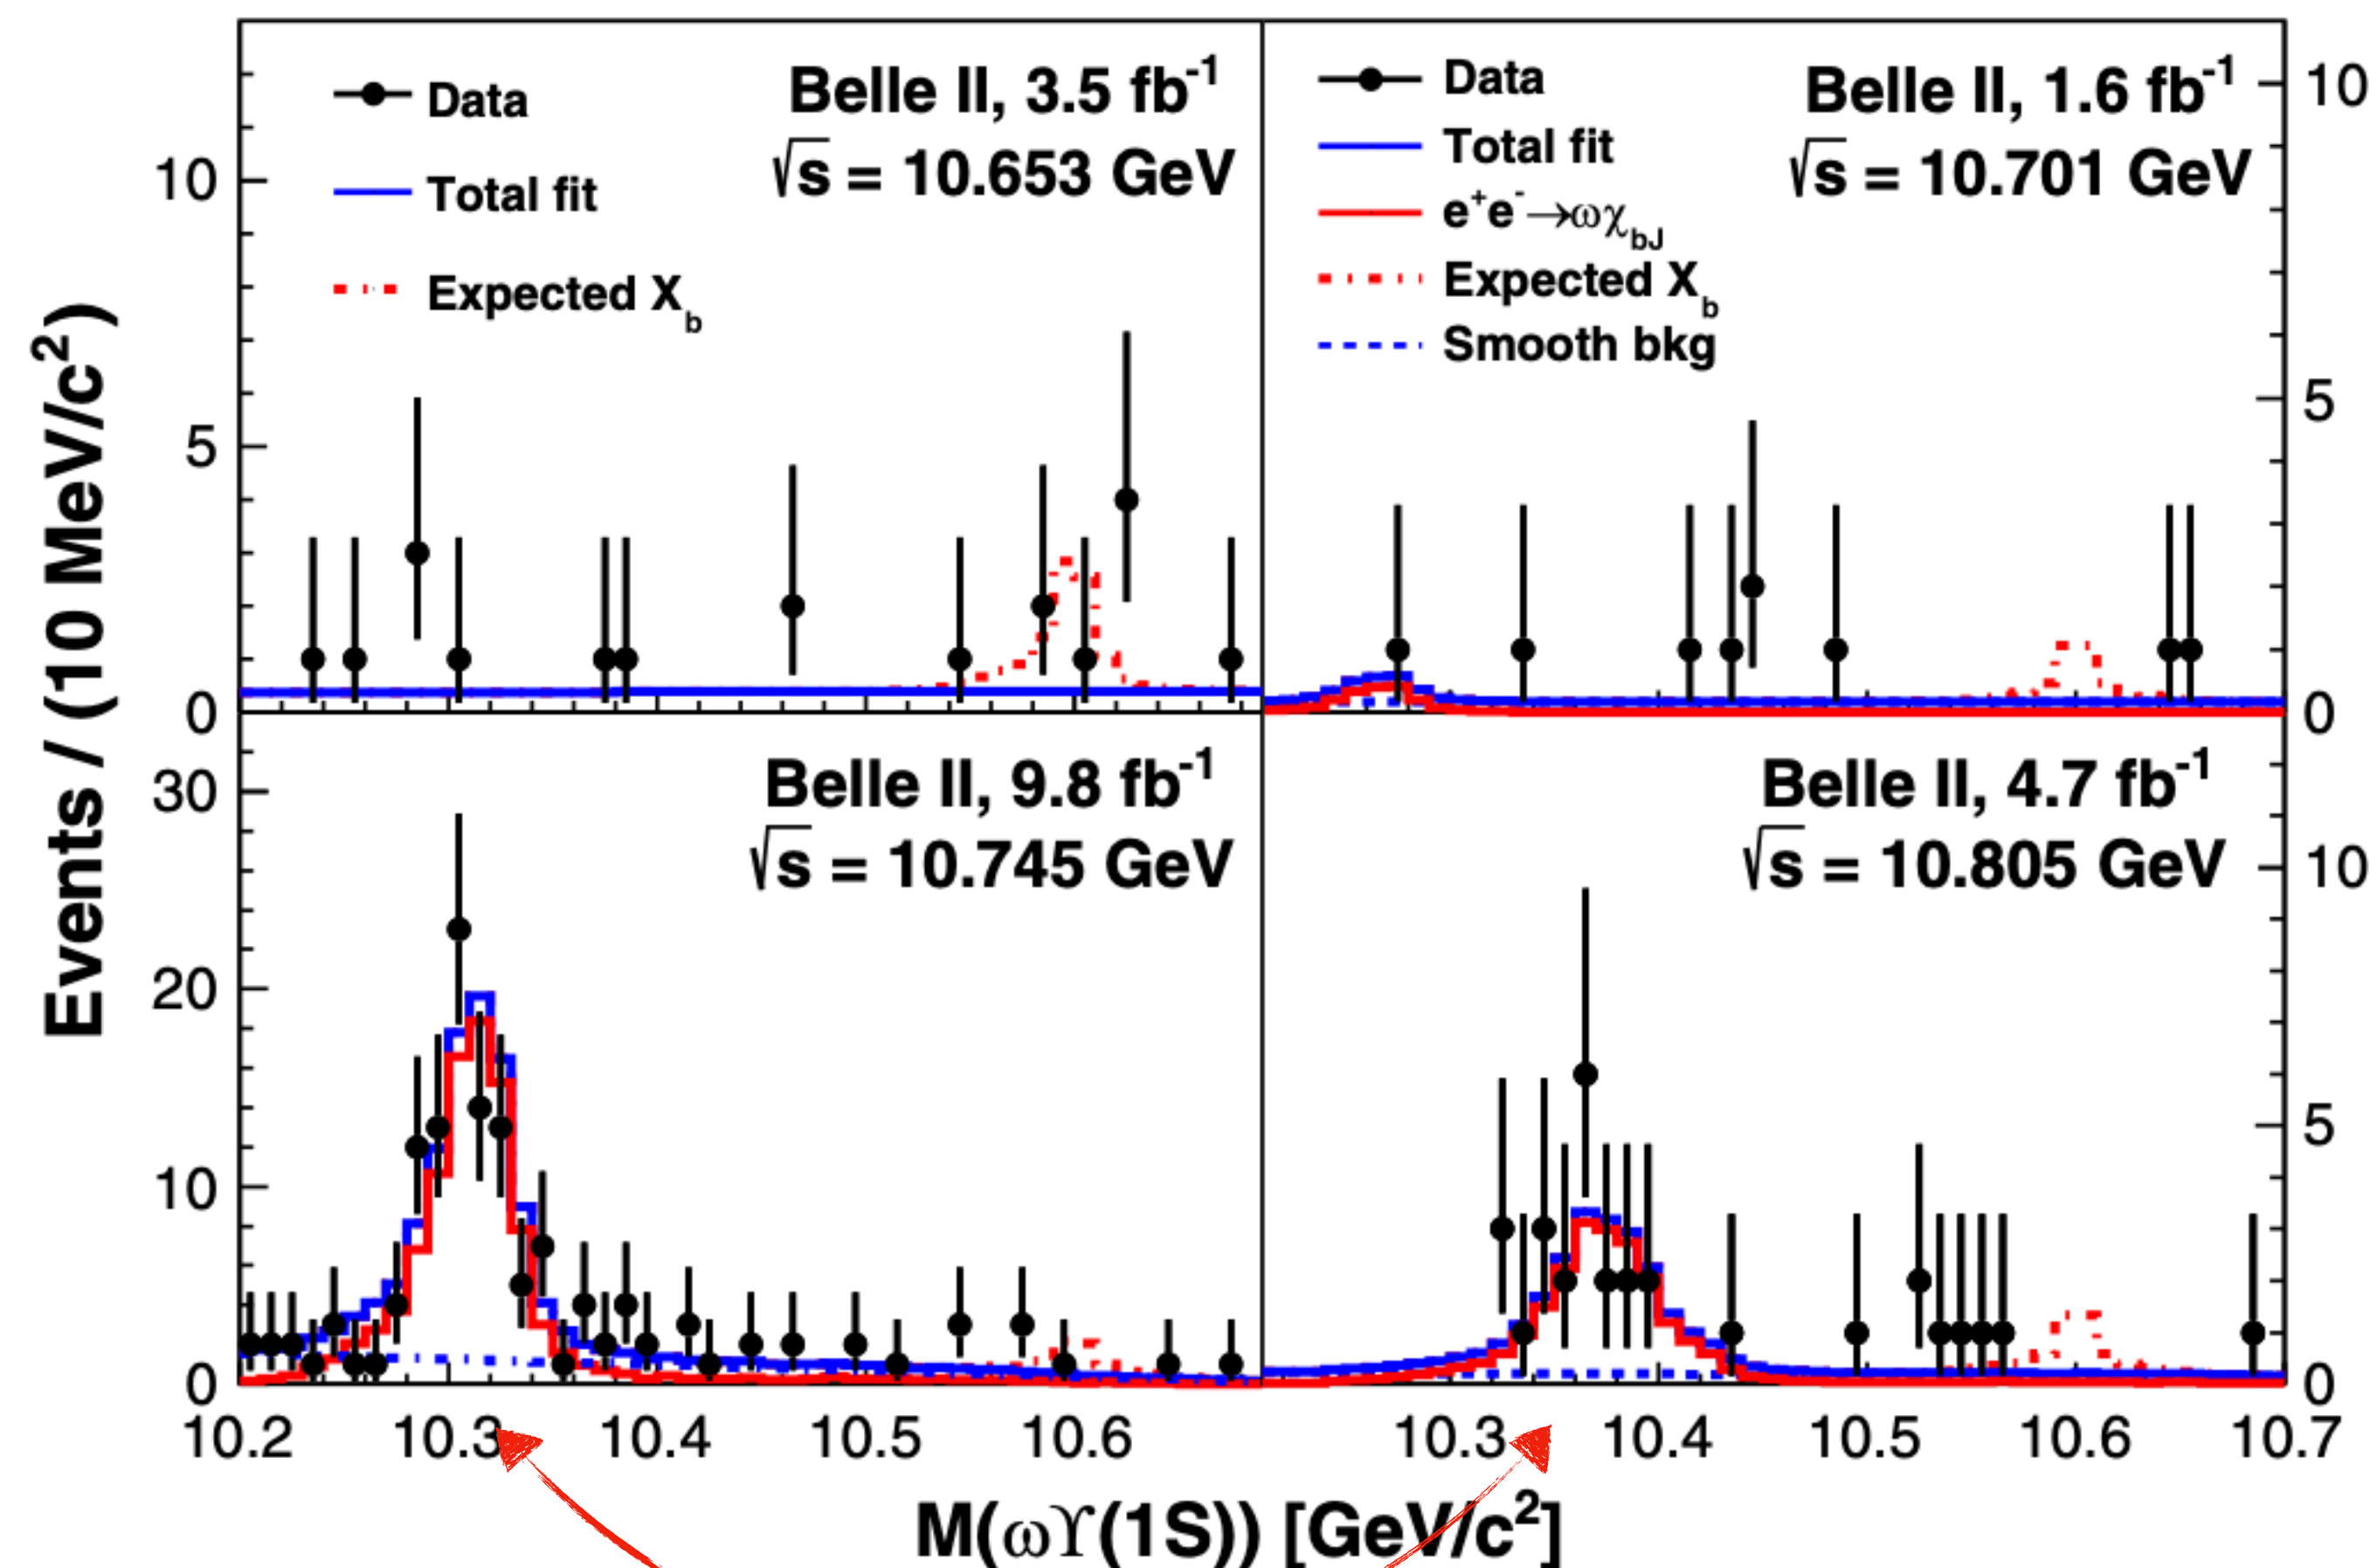 Data
Total fit
Expected X_b
Belle II, 3.5 fb⁻¹
√s = 10.653 GeV
Data
Total fit
e⁺e⁻→ωχ_bJ
Expected X_b
Smooth bkg
Belle II, 1.6 fb⁻¹
√s = 10.701 GeV
10
5
0
10
5
0
Belle II, 9.8 fb⁻¹
√s = 10.745 GeV
Belle II, 4.7 fb⁻¹
√s = 10.805 GeV
30
20
10
0
10
5
0
10.2 10.3 10.4 10.5 10.6 10.3 10.4 10.5 10.6 10.7
Events / (10 MeV/c²)
M(ωϒ(1S)) [GeV/c²]